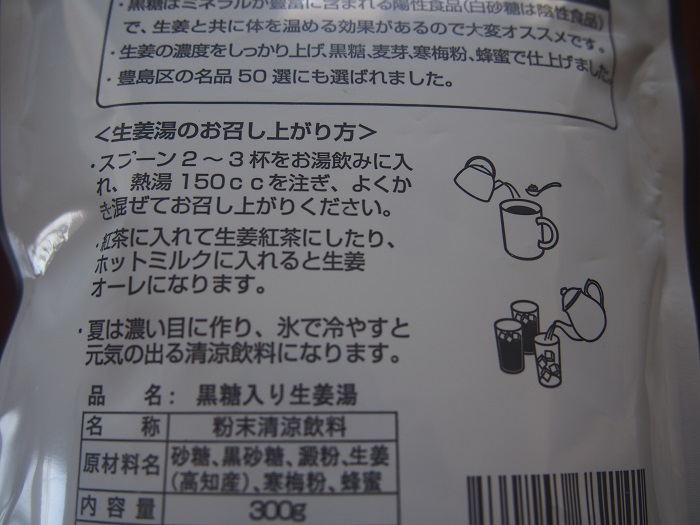 ・黒糖はミネラルが豊富に含まれる陽性食品(白砂糖は陰性食品)
で、生姜と共に体を温める効果があるので大変オススメです。
・生姜の濃度をしっかり上げ、黒糖、麦芽、寒梅粉、蜂蜜で仕上げました。
・豊島区の名品50選にも選ばれました。
<生姜湯のお召し上がり方>
・スプーン2~3杯をお湯飲みに入
れ、熱湯150ccを注ぎ、よくか
き混ぜてお召し上がりください。
・紅茶に入れて生姜紅茶にしたり、
ホットミルクに入れると生姜
オーレになります。
・夏は濃い目に作り、氷で冷やすと
元気の出る清涼飲料になります。
品 名: 黒糖入り生姜湯
名 称 粉末清涼飲料
原材料名 砂糖、黒砂糖、澱粉、生姜
(高知産)、寒梅粉、蜂蜜
内容量 300g